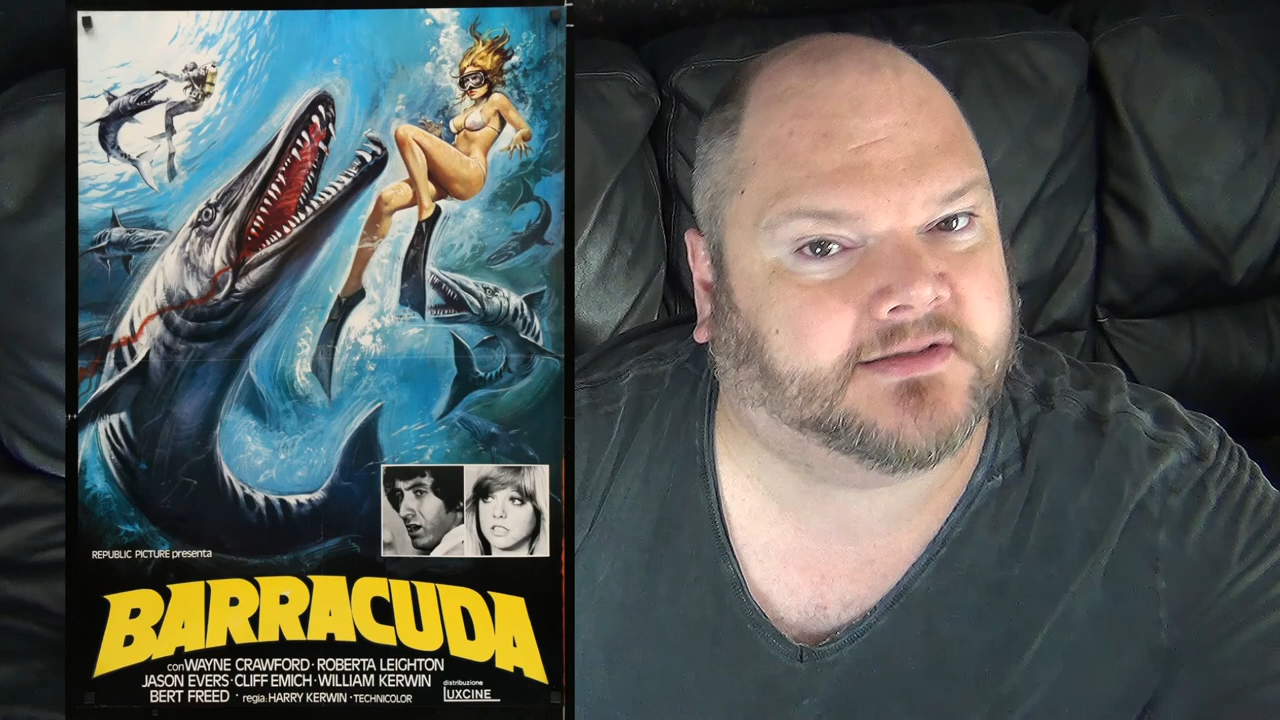 REPUBLIC PICTURE presenta
BARRACUDA
con WAYNE CRAWFORD · ROBERTA LEIGHTON
JASON EVERS · CLIFF EMICH · WILLIAM KERWIN
BERT FREED · regia: HARRY KERWIN · TECHNICOLOR
distribuzione
LUXCINE